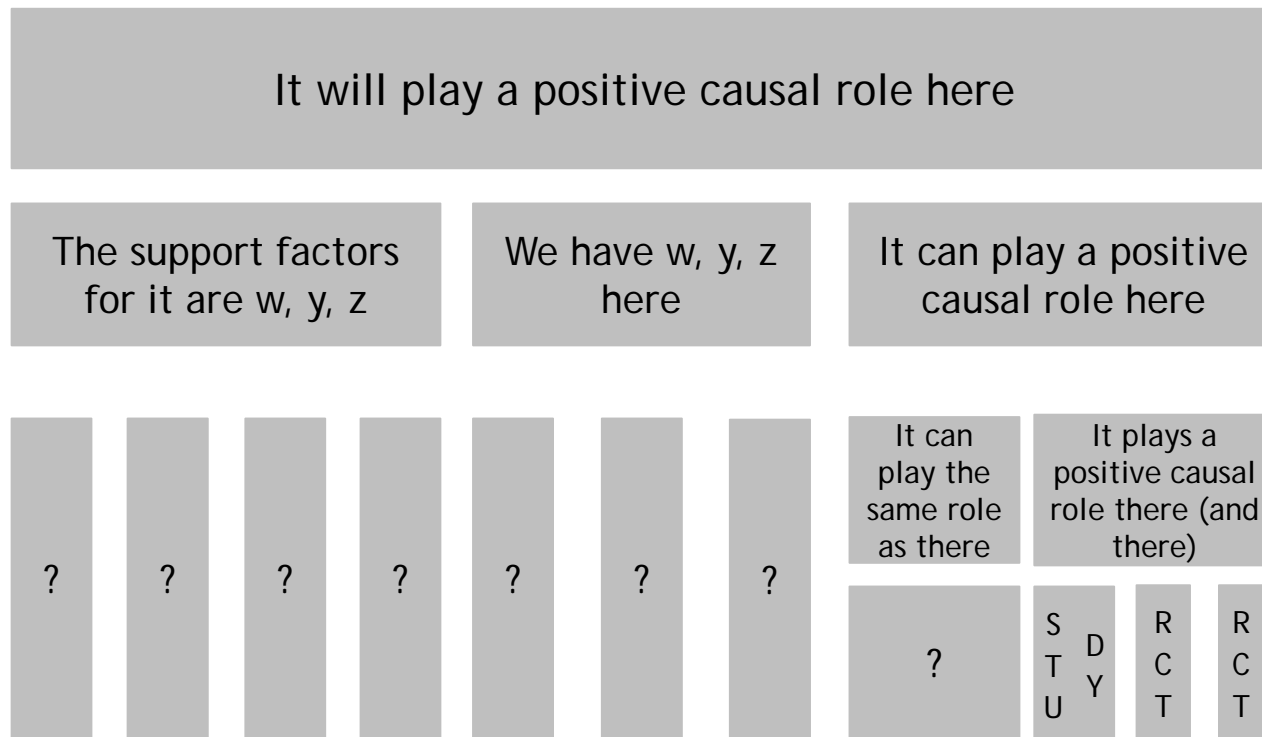 It will play a positive causal role here
The support factors
for it are w, y, z
We have w, y, z
here
It can play a positive
causal role here
?
?
?
?
?
?
?
It can
play the
same role
as there
It plays a
positive causal
role there (and
there)
?
S
T
U
D
Y
R
C
T
R
C
T